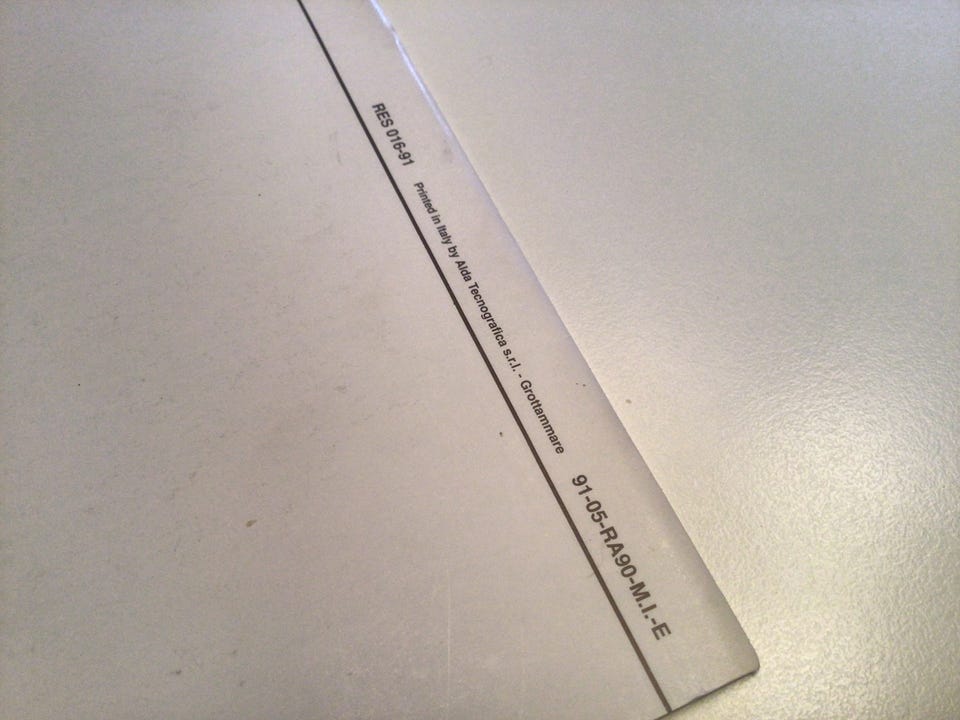 RES 016-91 Printed in Italy by Aida Tecnografica s.r.l. - Grottammare 91-05-RA90-M.I.-E